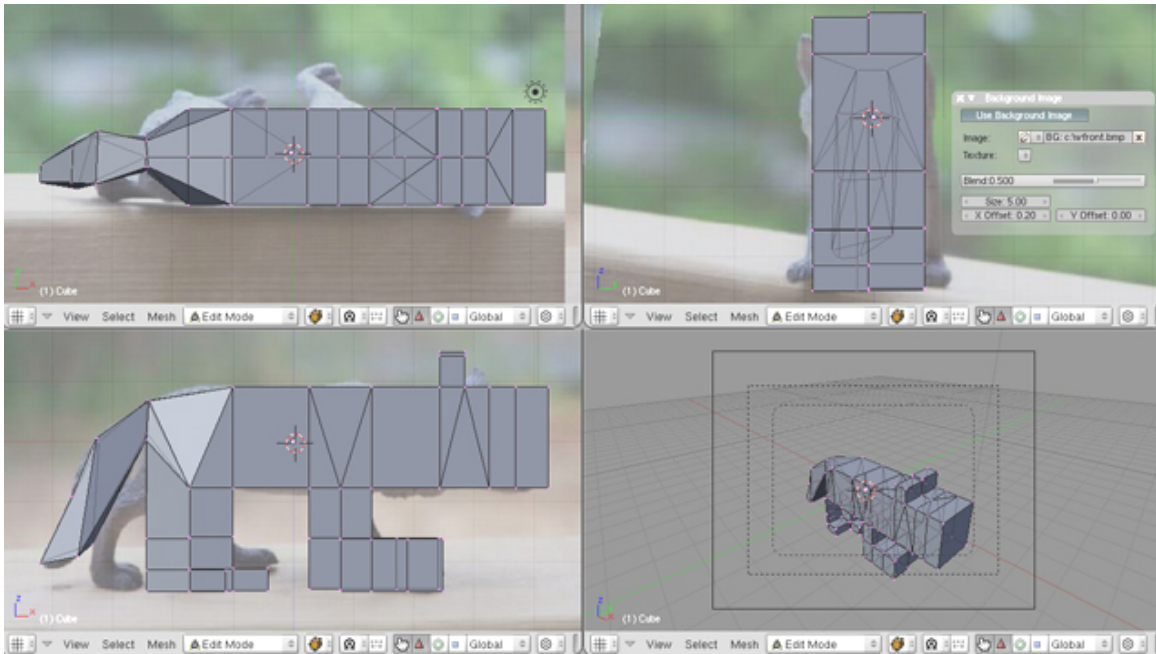 (1) Cube
View Select Mesh Edit Mode Global
Background Image
Use Background Image
Image: BG: c:\wfront.bmp X
Texture:
Blend:0.500
Size: 5.00
X Offset: 0.20 Y Offset: 0.00
(1) Cube
View Select Mesh Edit Mode Global
z
x
(1) Cube
View Select Mesh Edit Mode Global
(1) Cube
View Select Mesh Edit Mode Global